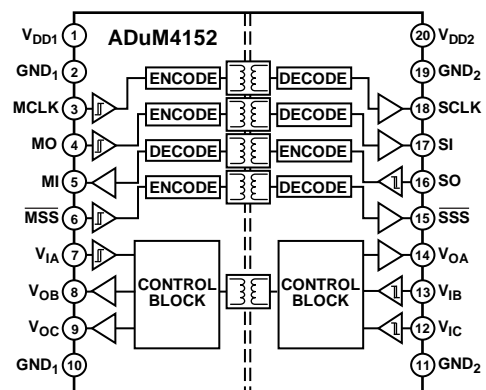 ADuM4152
V_DD1 1
20 V_DD2
GND_1 2
19 GND_2
MCLK 3
ENCODE
DECODE
18 SCLK
MO 4
ENCODE
DECODE
17 SI
MI 5
DECODE
ENCODE
16 SO
M̅S̅S̅ 6
ENCODE
DECODE
15 S̅S̅S̅
V_IA 7
14 V_OA
V_OB 8
CONTROL
BLOCK
CONTROL
BLOCK
13 V_IB
V_OC 9
12 V_IC
GND_1 10
11 GND_2